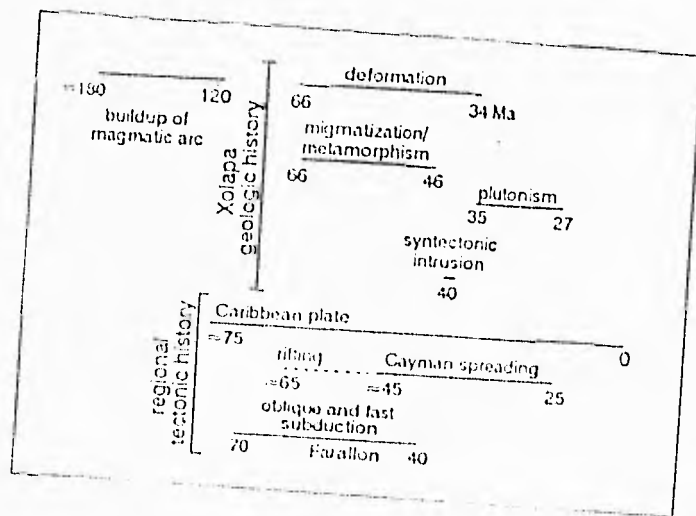 deformation
≈180
120
66
34 Ma
buildup of
magmatic arc
Xolapa
geologic history
migmatization/
metamorphism
66
46
plutonism
35
27
syntectonic
intrusion
40
regional
tectonic history
Caribbean plate
≈75
0
rifting
Cayman spreading
≈65
≈45
25
oblique and fast
subduction
70
Farallon
40